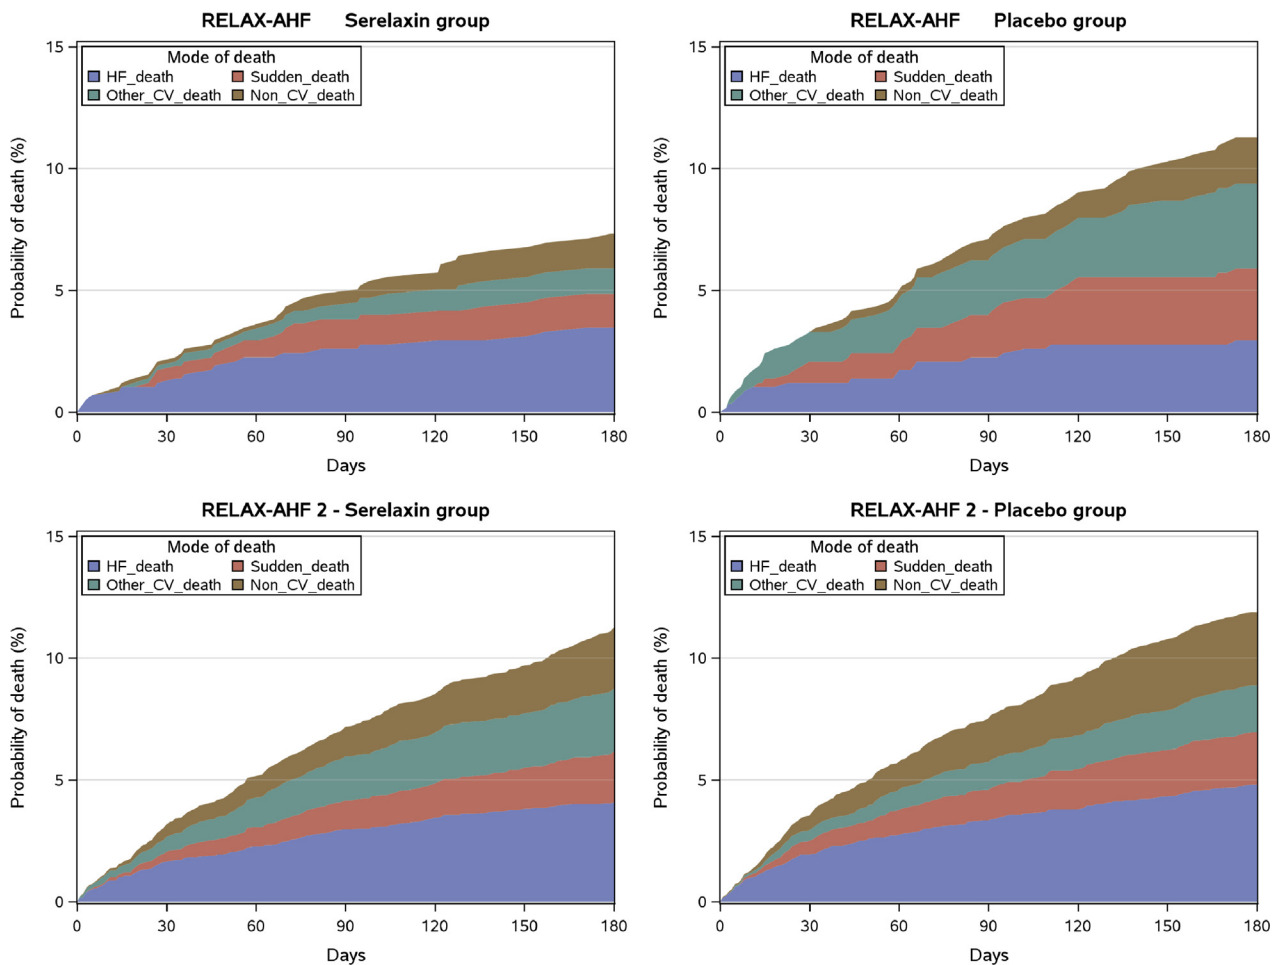 RELAX-AHF Serelaxin group
Mode of death
HF_death Sudden_death
Other_CV_death Non_CV_death
Probability of death (%)
15
10
5
0
0 30 60 90 120 150 180
Days
RELAX-AHF Placebo group
Mode of death
HF_death Sudden_death
Other_CV_death Non_CV_death
Probability of death (%)
15
10
5
0
0 30 60 90 120 150 180
Days
RELAX-AHF 2 - Serelaxin group
Mode of death
HF_death Sudden_death
Other_CV_death Non_CV_death
Probability of death (%)
15
10
5
0
0 30 60 90 120 150 180
Days
RELAX-AHF 2 - Placebo group
Mode of death
HF_death Sudden_death
Other_CV_death Non_CV_death
Probability of death (%)
15
10
5
0
0 30 60 90 120 150 180
Days